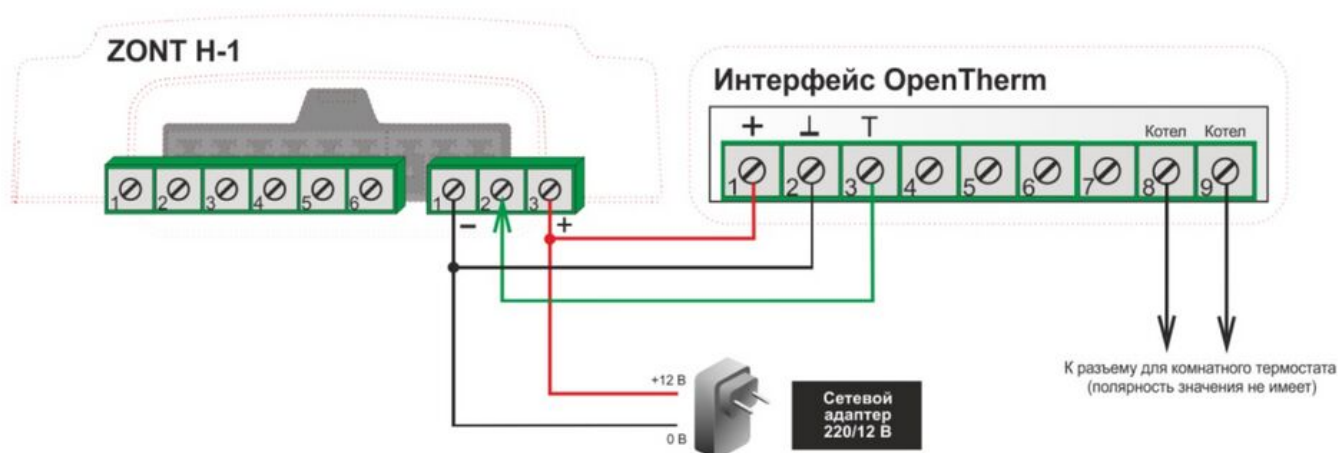 ZONT H-1
Интерфейс OpenTherm
+ ⊥ T
Котел Котел
1 2 3 4 5 6
1 2 3
− +
1 2 3 4 5 6 7 8 9
К разъему для комнатного термостата
(полярность значения не имеет)
+12 В
0 В
Сетевой
адаптер
220/12 В